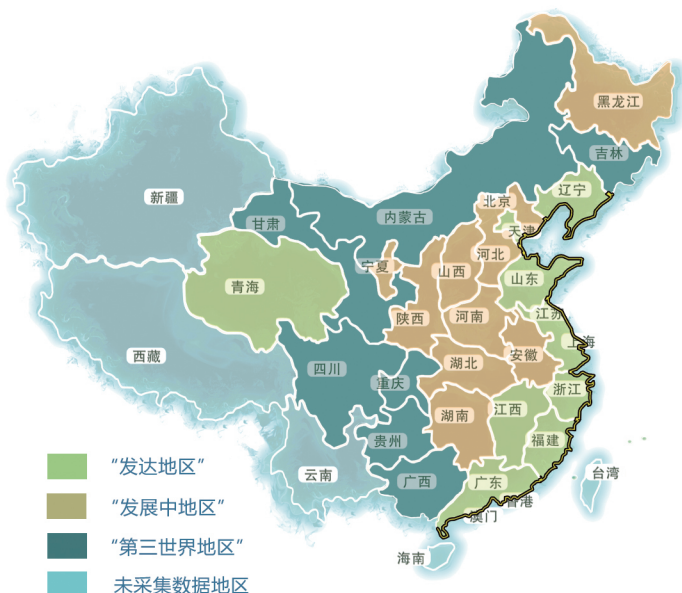 黑龙江
吉林
辽宁
北京
天津
内蒙古
新疆
甘肃
宁夏
河北
山西
山东
青海
陕西
河南
江苏
上海
西藏
四川
重庆
湖北
安徽
浙江
湖南
江西
贵州
福建
云南
广西
广东
台湾
香港
澳门
海南
“发达地区”
“发展中地区”
“第三世界地区”
未采集数据地区